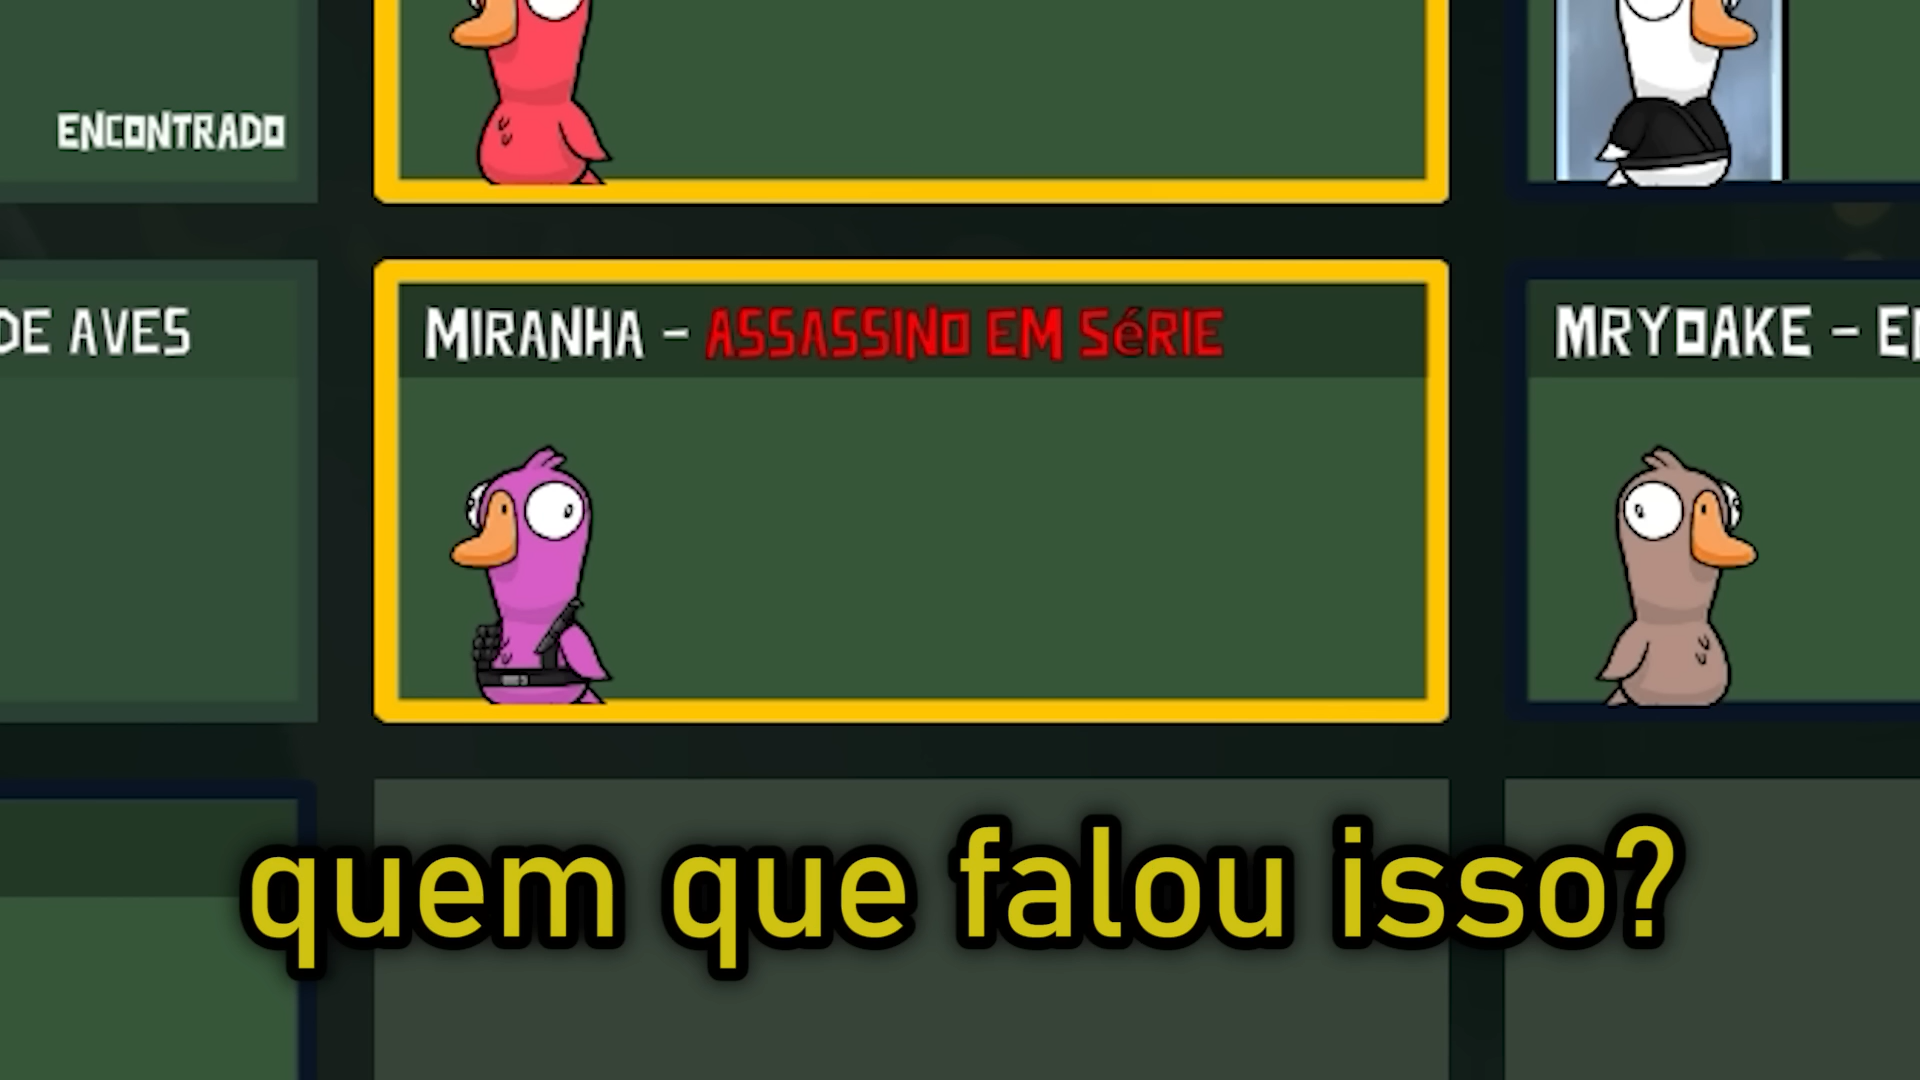 ENCONTRADO
DE AVES
MIRANHA - ASSASSINO EM SéRIE
MRYOAKE -
quem que falou isso?